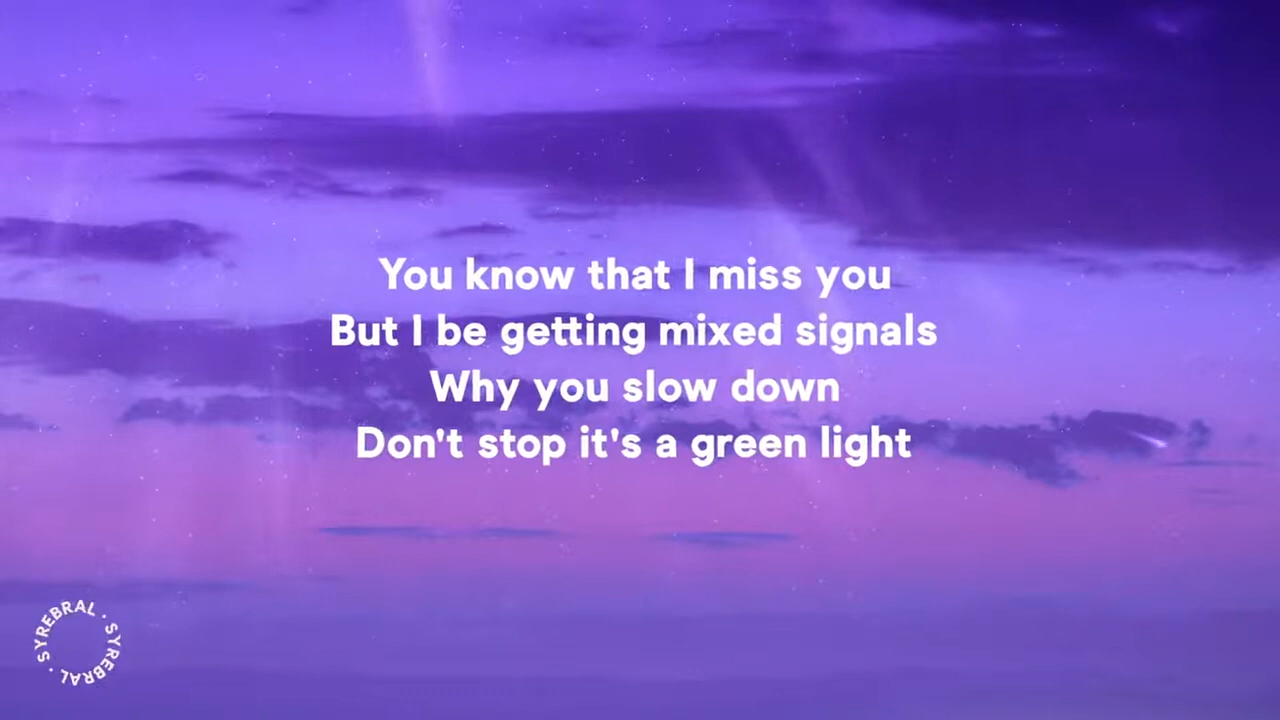 You know that I miss you
But I be getting mixed signals
Why you slow down
Don't stop it's a green light
SYREBRAL · SYREBRAL ·